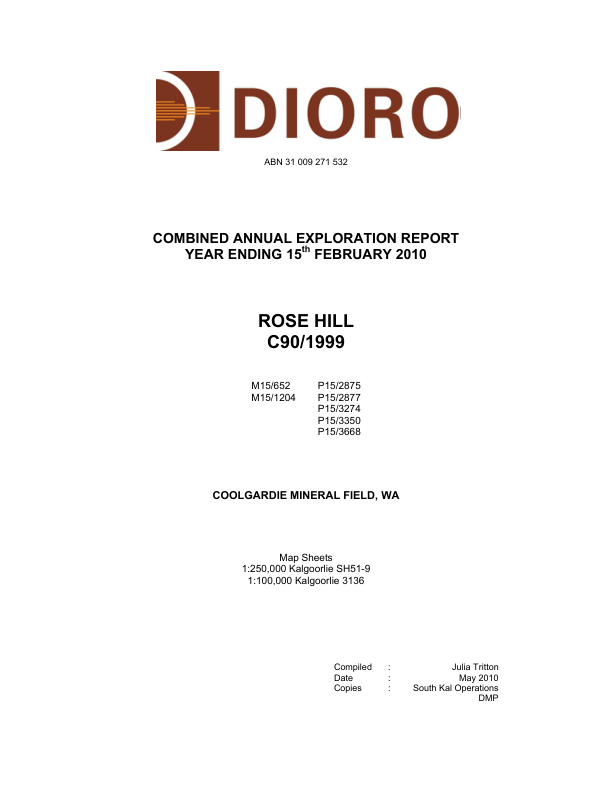 DIORO
ABN 31 009 271 532
COMBINED ANNUAL EXPLORATION REPORT
YEAR ENDING 15th FEBRUARY 2010
ROSE HILL
C90/1999
M15/652 P15/2875
M15/1204 P15/2877
P15/3274
P15/3350
P15/3668
COOLGARDIE MINERAL FIELD, WA
Map Sheets
1:250,000 Kalgoorlie SH51-9
1:100,000 Kalgoorlie 3136
Compiled : Julia Tritton
Date : May 2010
Copies : South Kal Operations
DMP